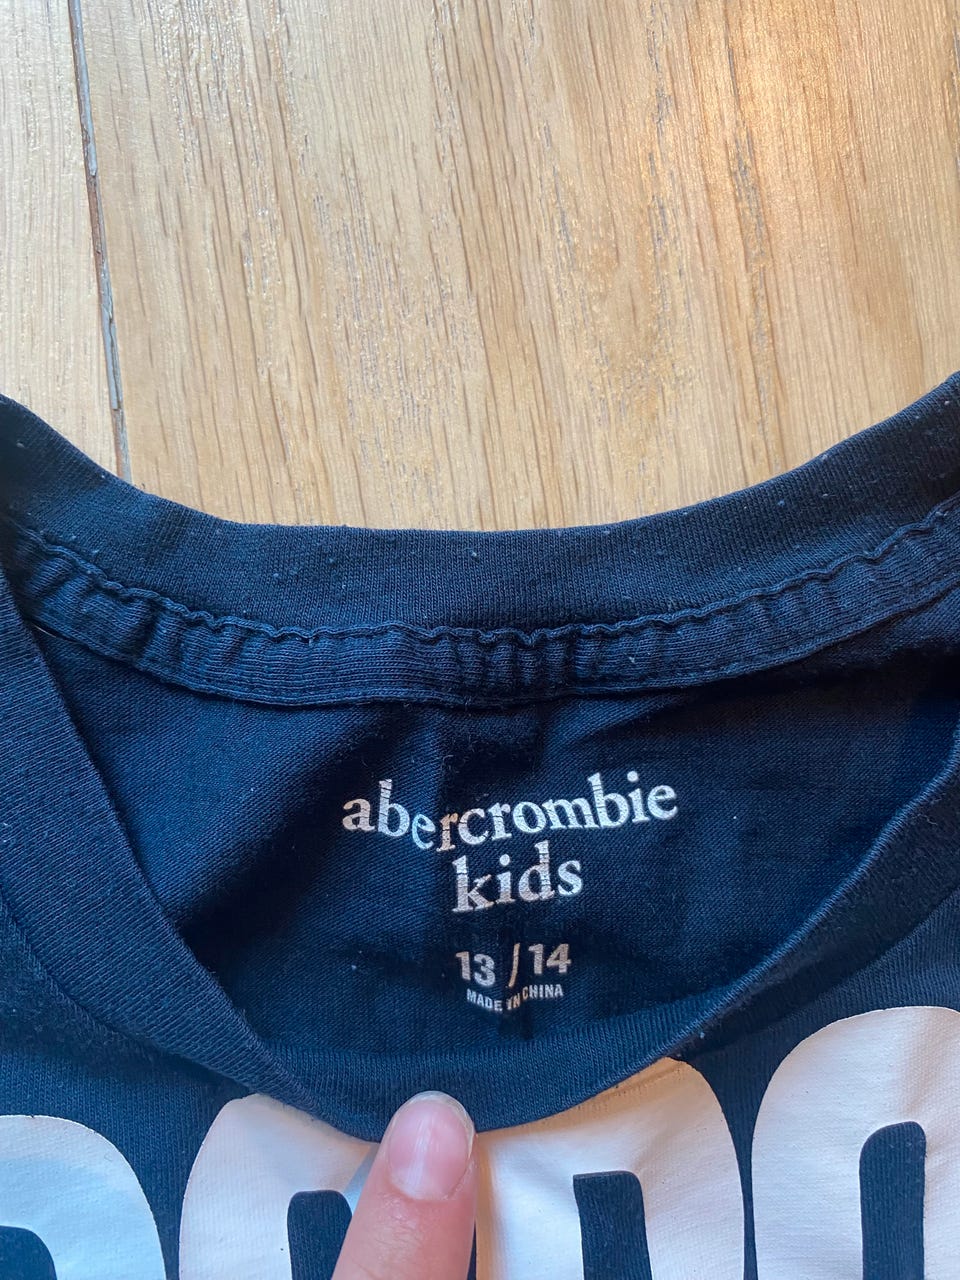 abercrombie
kids
13/14
MADE IN CHINA